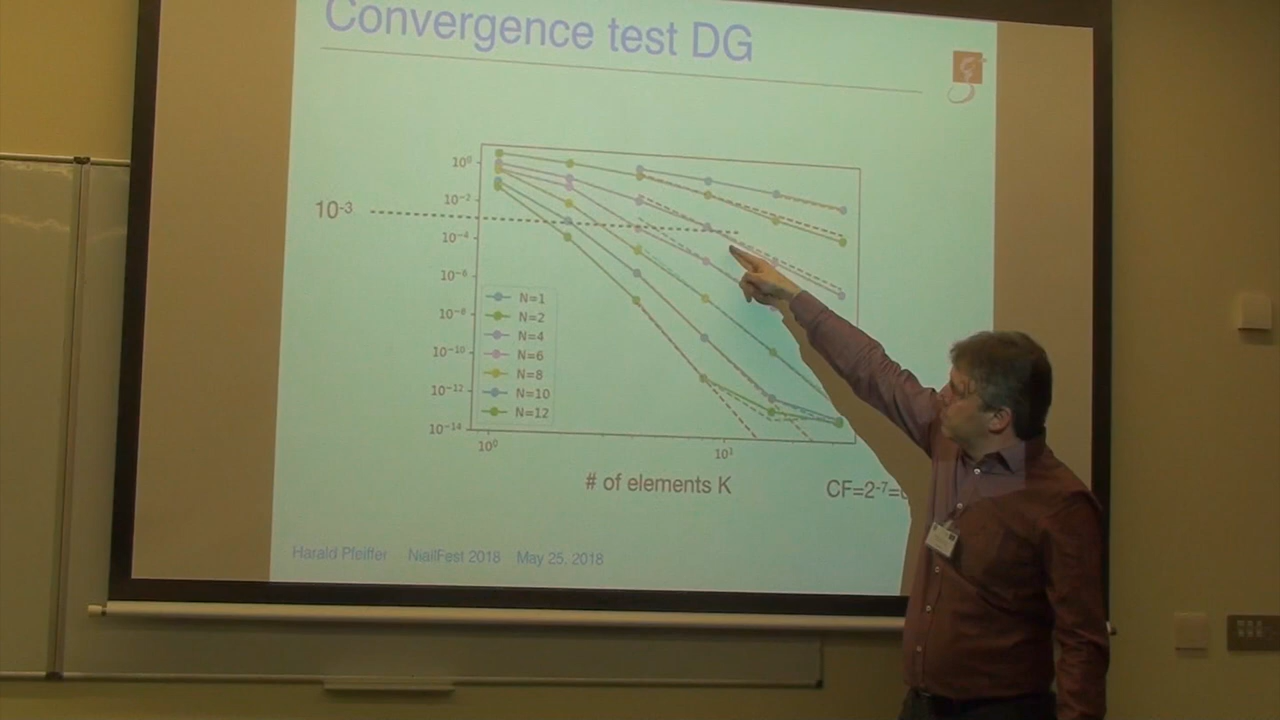 Convergence test DG
10⁰
10⁻²
10⁻³
10⁻⁴
10⁻⁶
10⁻⁸
10⁻¹⁰
10⁻¹²
10⁻¹⁴
N=1
N=2
N=4
N=6
N=8
N=10
N=12
10⁰ 10¹
# of elements K
CF=2⁻⁷=
Harald Pfeiffer NiallFest 2018 May 25, 2018